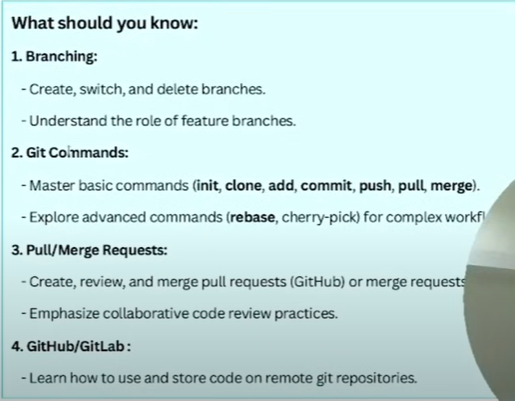 What should you know:
1. Branching:
- Create, switch, and delete branches.
- Understand the role of feature branches.
2. Git Commands:
- Master basic commands (init, clone, add, commit, push, pull, merge).
- Explore advanced commands (rebase, cherry-pick) for complex
3. Pull/Merge Requests:
- Create, review, and merge pull requests (GitHub) or merge requests
- Emphasize collaborative code review practices.
4. GitHub/GitLab :
- Learn how to use and store code on remote git repositories.